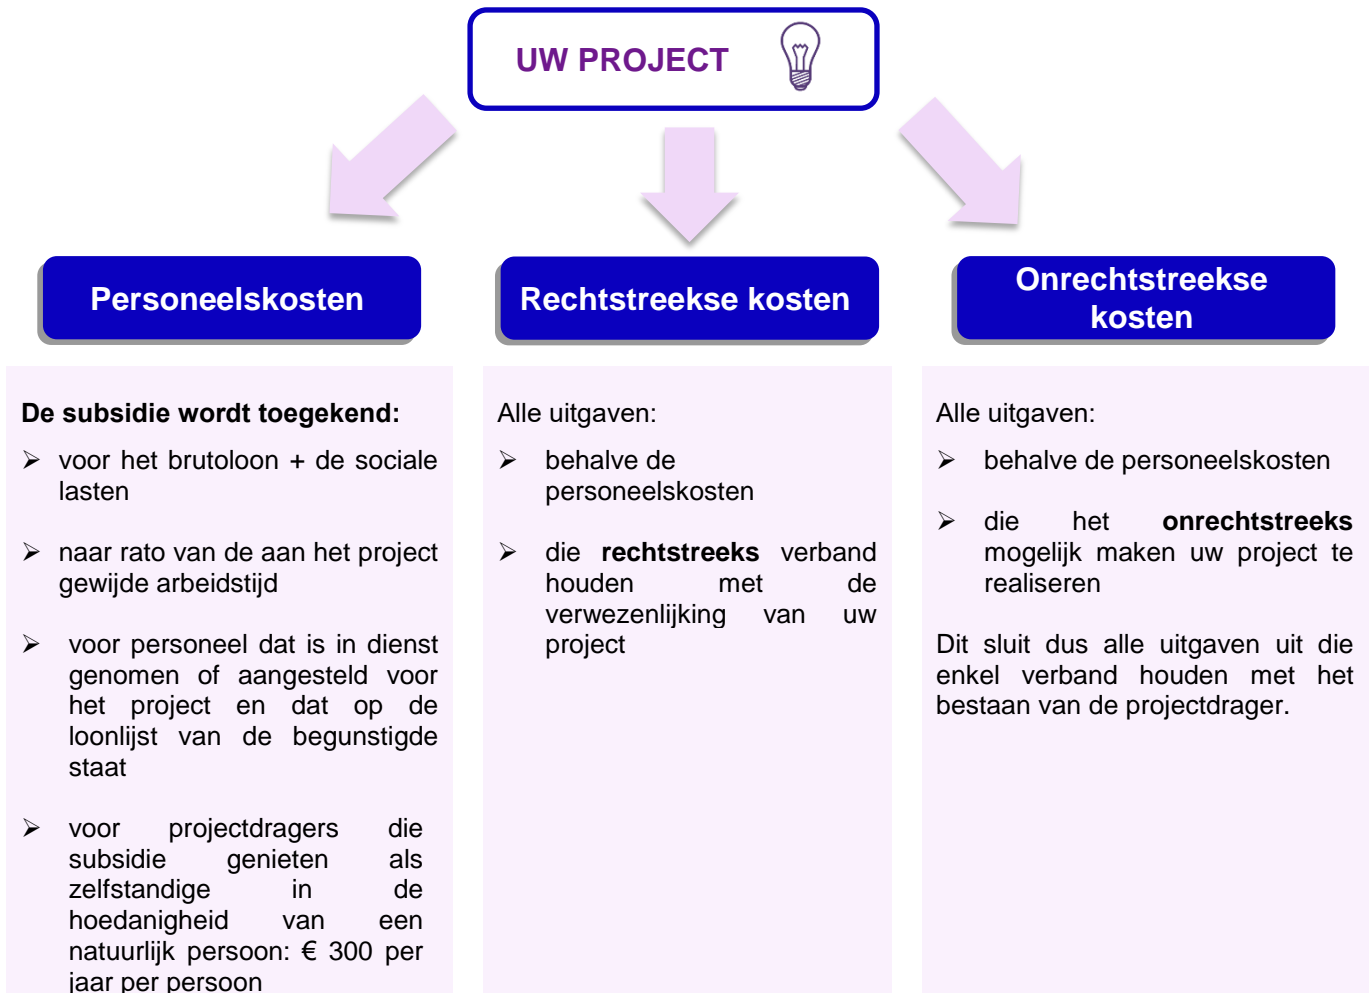 UW PROJECT
Personeelskosten
De subsidie wordt toegekend:
➢ voor het brutoloon + de sociale
lasten
➢ naar rato van de aan het project
gewijde arbeidstijd
➢ voor personeel dat is in dienst
genomen of aangesteld voor
het project en dat op de
loonlijst van de begunstigde
staat
➢ voor projectdragers die
subsidie genieten als
zelfstandige in de
hoedanigheid van een
natuurlijk persoon: € 300 per
jaar per persoon
Rechtstreekse kosten
Alle uitgaven:
➢ behalve de
personeelskosten
➢ die rechtstreeks verband
houden met de
verwezenlijking van uw
project
Onrechtstreekse
kosten
Alle uitgaven:
➢ behalve de personeelskosten
➢ die het onrechtstreeks
mogelijk maken uw project te
realiseren
Dit sluit dus alle uitgaven uit die
enkel verband houden met het
bestaan van de projectdrager.